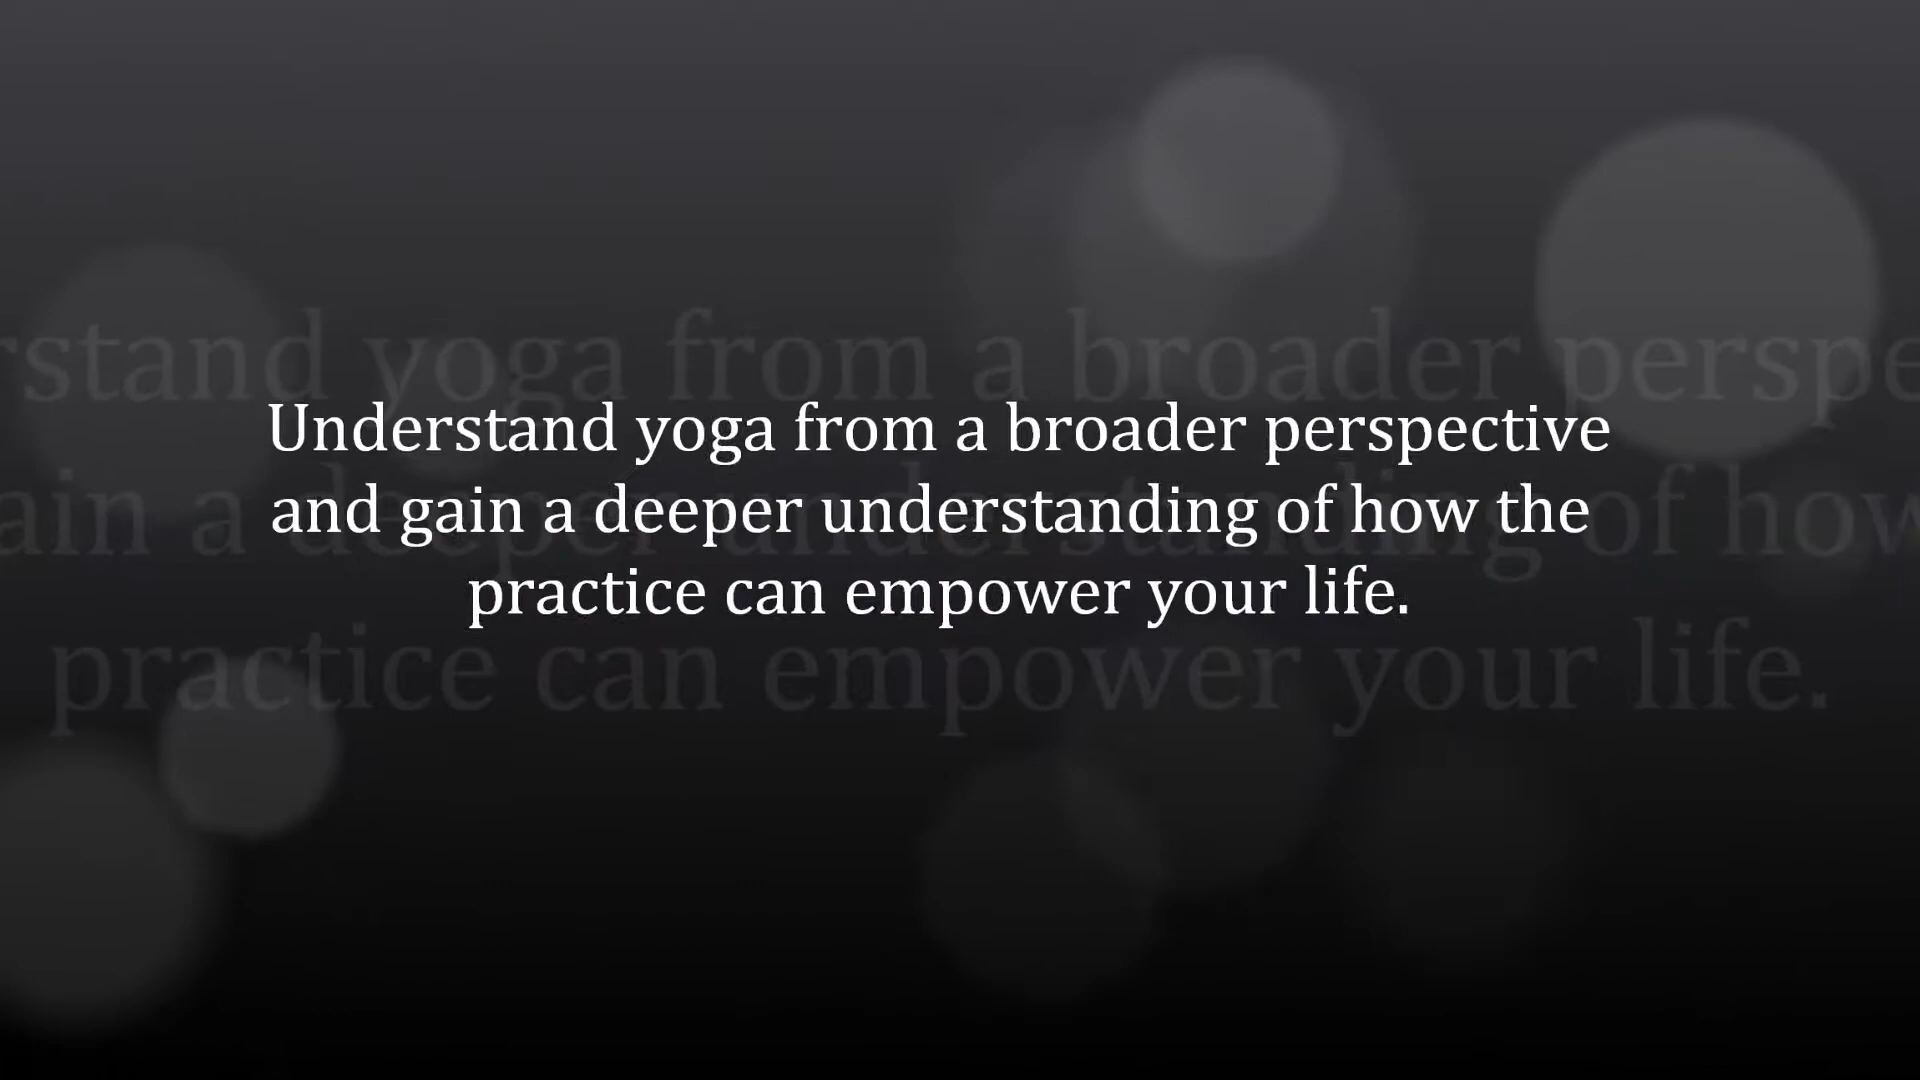 Understand yoga from a broader perspective
and gain a deeper understanding of how the
practice can empower your life.